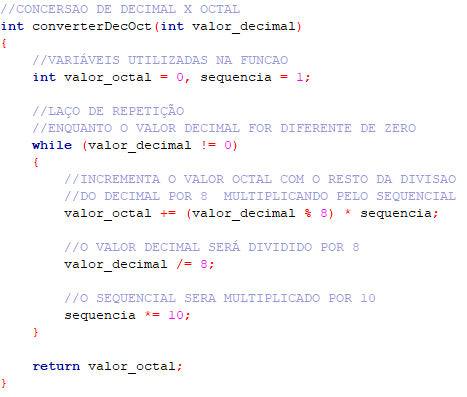 //CONCERSAO DE DECIMAL X OCTAL
int converterDecOct(int valor_decimal)
{
//VARIÁVEIS UTILIZADAS NA FUNCAO
int valor_octal = 0, sequencia = 1;
//LAÇO DE REPETIÇÃO
//ENQUANTO O VALOR DECIMAL FOR DIFERENTE DE ZERO
while (valor_decimal != 0)
{
//INCREMENTA O VALOR OCTAL COM O RESTO DA DIVISAO
//DO DECIMAL POR 8  MULTIPLICANDO PELO SEQUENCIAL
valor_octal += (valor_decimal % 8) * sequencia;
//O VALOR DECIMAL SERÁ DIVIDIDO POR 8
valor_decimal /= 8;
//O SEQUENCIAL SERA MULTIPLICADO POR 10
sequencia *= 10;
}
return valor_octal;
}